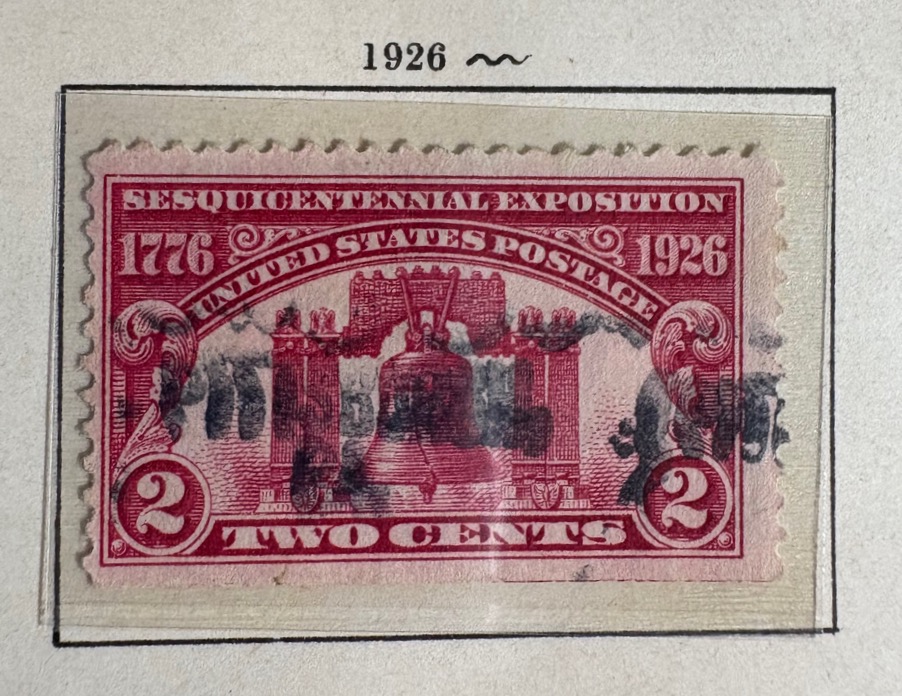 1926
SESQUICENTENNIAL EXPOSITION
1776 UNITED STATES POSTAGE 1926
2 TWO CENTS 2